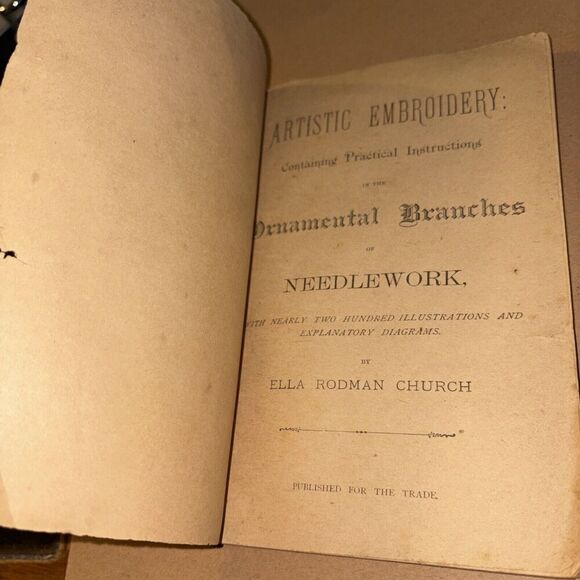 ARTISTIC EMBROIDERY:
Containing Practical Instructions
IN THE
Ornamental Branches
OF
NEEDLEWORK,
WITH NEARLY TWO HUNDRED ILLUSTRATIONS AND
EXPLANATORY DIAGRAMS.
BY
ELLA RODMAN CHURCH
PUBLISHED FOR THE TRADE.